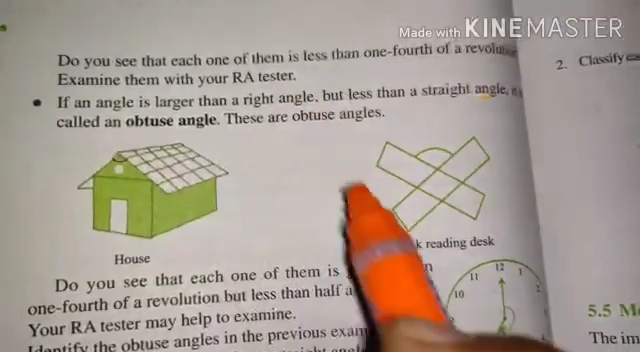 Made with KINEMASTER
Do you see that each one of them is less than one-fourth of a revolution
Examine them with your RA tester.
2. Classify
• If an angle is larger than a right angle, but less than a straight angle, it
called an obtuse angle. These are obtuse angles.
House
k reading desk
Do you see that each one of them is
one-fourth of a revolution but less than half a
Your RA tester may help to examine.
Identify the obtuse angles in the previous exam
11 12 1
10
2
5.5 M
The im